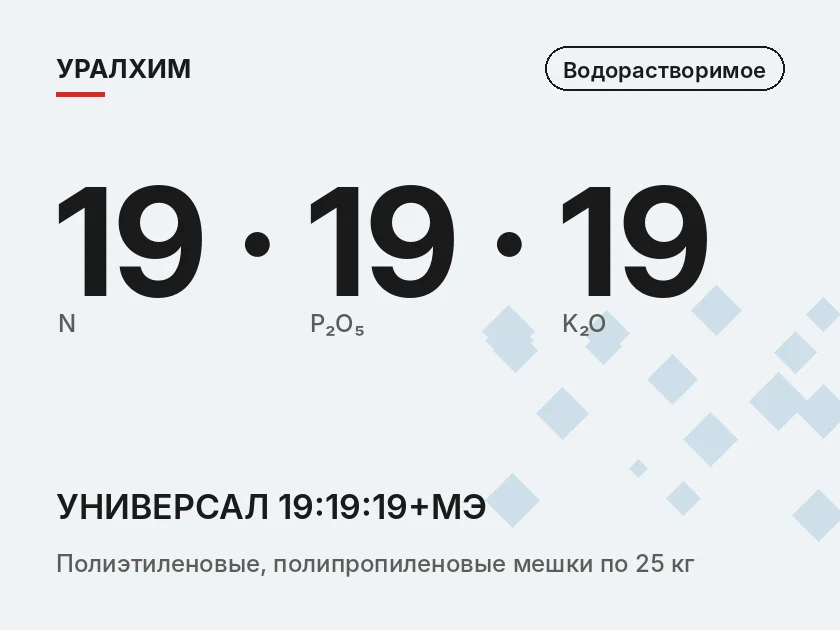 УРАЛХИМ
Водорастворимое
19 · 19 · 19
N P₂O₅ K₂O
УНИВЕРСАЛ 19:19:19+МЭ
Полиэтиленовые, полипропиленовые мешки по 25 кг